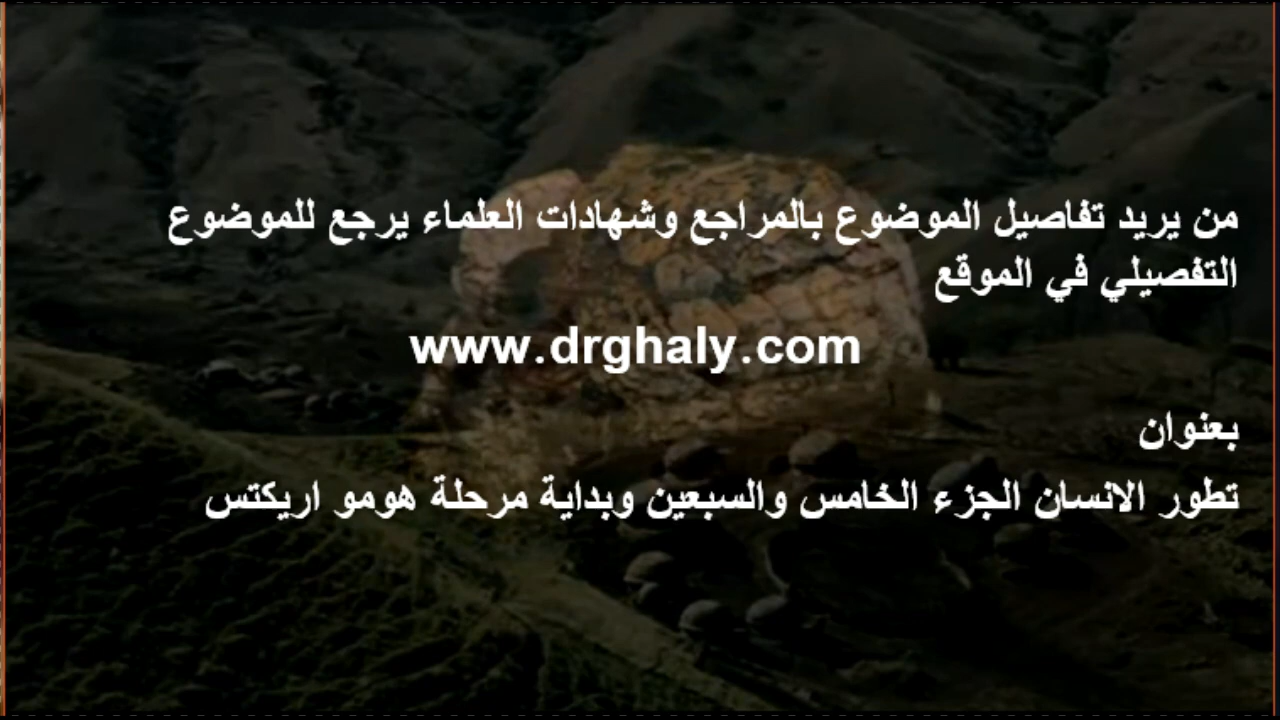 من يريد تفاصيل الموضوع بالمراجع وشهادات العلماء يرجع للموضوع
التفصيلي في الموقع
www.drghaly.com
بعنوان
تطور الانسان الجزء الخامس والسبعين وبداية مرحلة هومو اريكتس